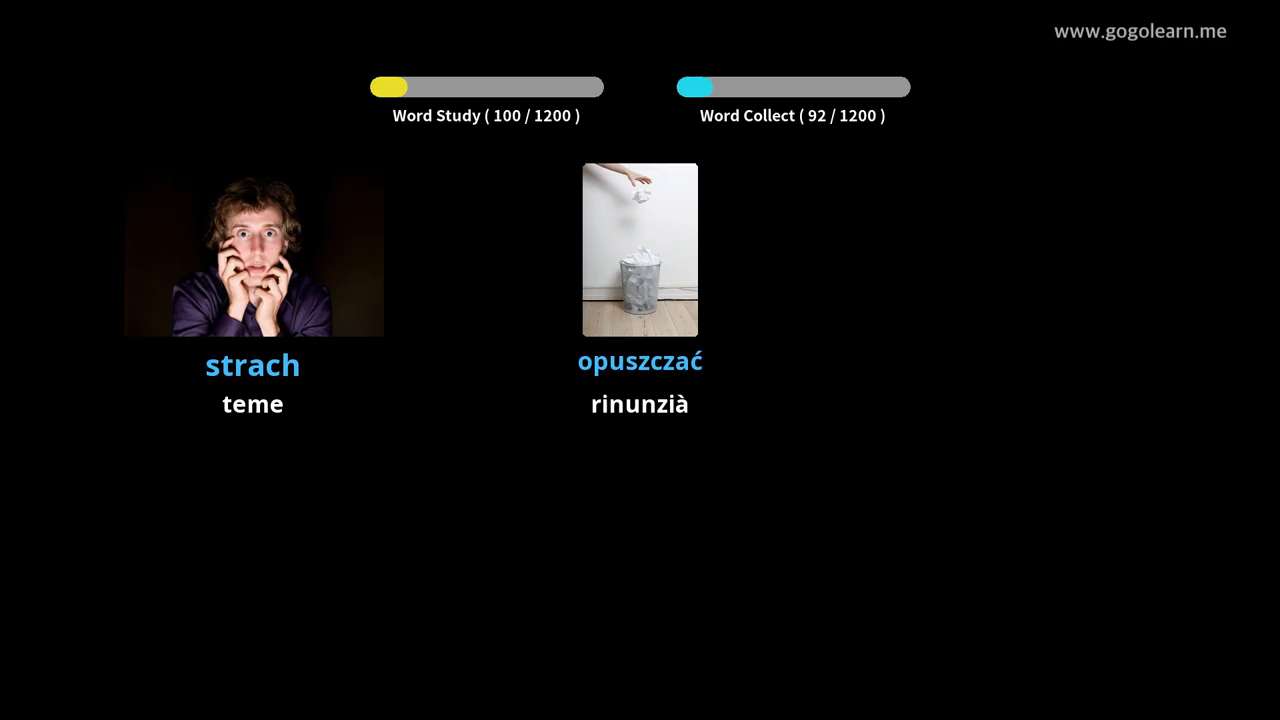 www.gogolearn.me
Word Study ( 100 / 1200 )
Word Collect ( 92 / 1200 )
strach
teme
opuszczać
rinunzià